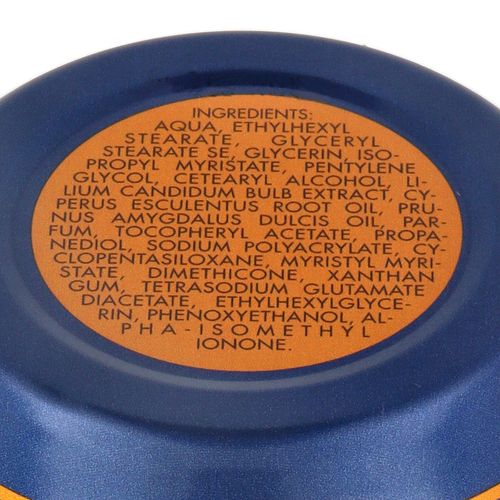 INGREDIENTS:
AQUA, ETHYLHEXYL
STEARATE, GLYCERYL
STEARATE SE, GLYCERIN, ISO-
PROPYL MYRISTATE, PENTYLENE
GLYCOL, CETEARYL ALCOHOL, LI-
LIUM CANDIDUM BULB EXTRACT, CY-
PERUS ESCULENTUS ROOT OIL, PRU-
NUS AMYGDALUS DULCIS OIL, PAR-
FUM, TOCOPHERYL ACETATE, PROPA-
NEDIOL, SODIUM POLYACRYLATE, CY-
CLOPENTASILOXANE, MYRISTYL MYRI-
STATE, DIMETHICONE, XANTHAN
GUM, TETRASODIUM GLUTAMATE
DIACETATE, ETHYLHEXYLGLYCE-
RIN, PHENOXYETHANOL, AL-
PHA-ISOMETHYL
IONONE.